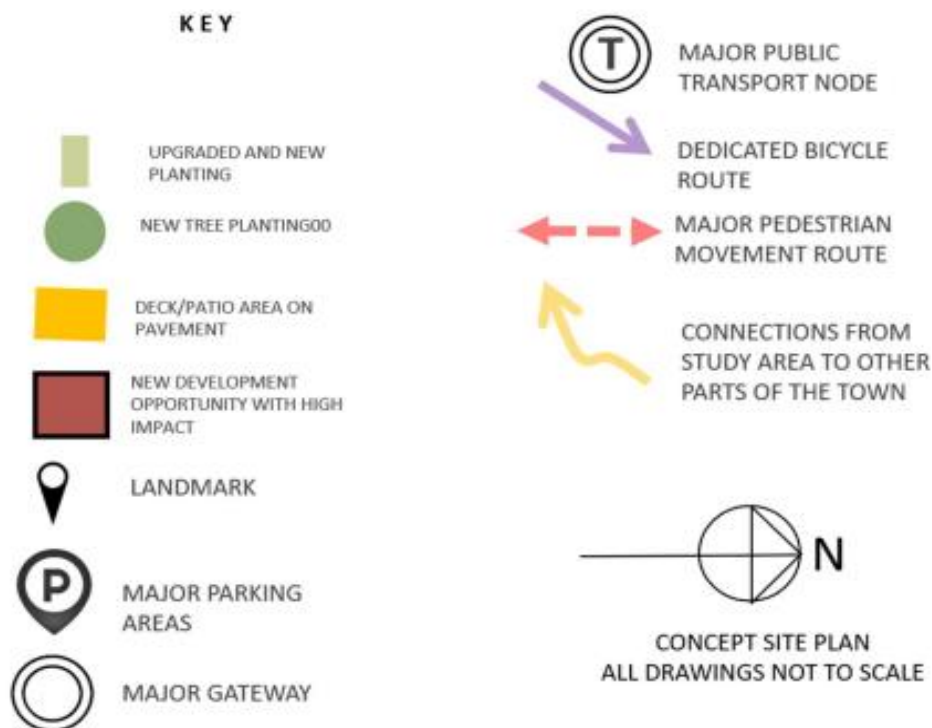 KEY
UPGRADED AND NEW
PLANTING
NEW TREE PLANTING00
DECK/PATIO AREA ON
PAVEMENT
NEW DEVELOPMENT
OPPORTUNITY WITH HIGH
IMPACT
LANDMARK
P
MAJOR PARKING
AREAS
MAJOR GATEWAY
T
MAJOR PUBLIC
TRANSPORT NODE
DEDICATED BICYCLE
ROUTE
MAJOR PEDESTRIAN
MOVEMENT ROUTE
CONNECTIONS FROM
STUDY AREA TO OTHER
PARTS OF THE TOWN
N
CONCEPT SITE PLAN
ALL DRAWINGS NOT TO SCALE